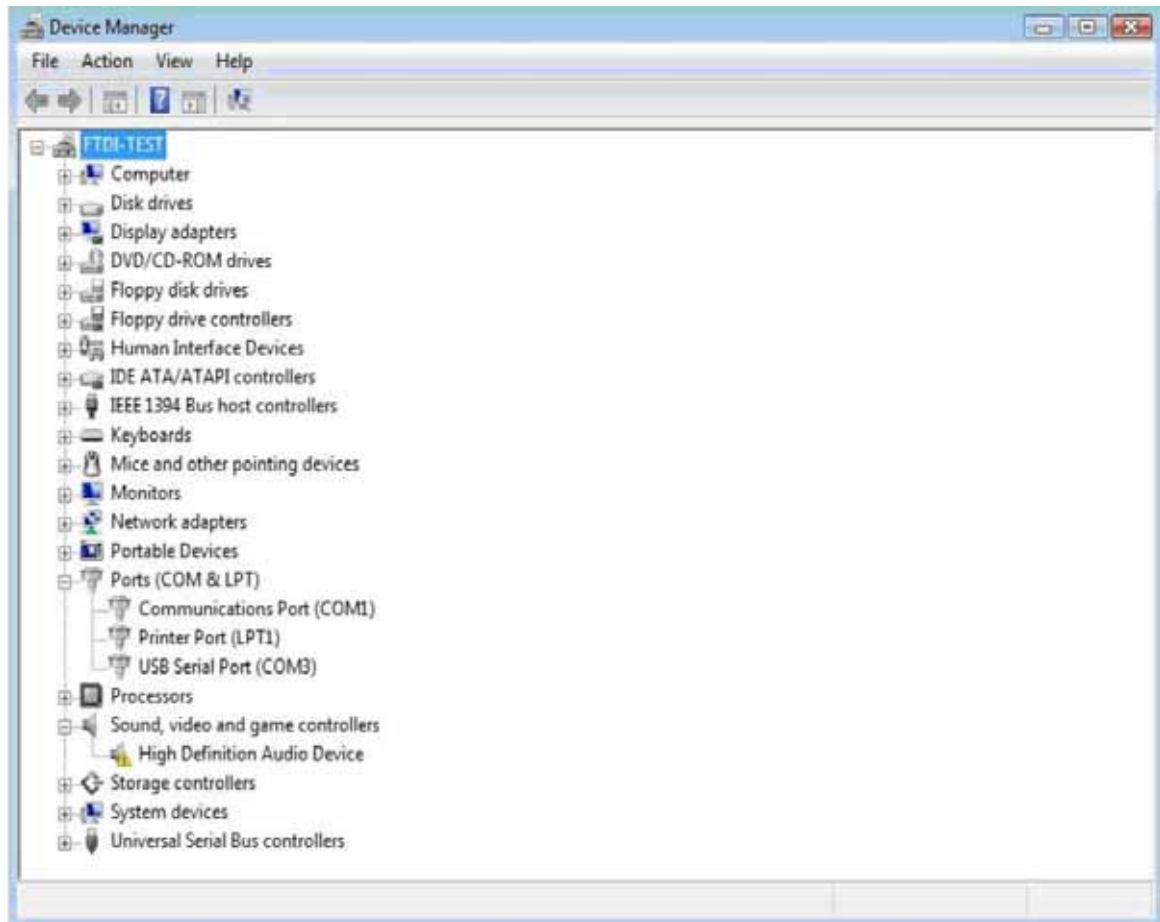 Device Manager
File Action View Help
FTDI-TEST
Computer
Disk drives
Display adapters
DVD/CD-ROM drives
Floppy disk drives
Floppy drive controllers
Human Interface Devices
IDE ATA/ATAPI controllers
IEEE 1394 Bus host controllers
Keyboards
Mice and other pointing devices
Monitors
Network adapters
Portable Devices
Ports (COM & LPT)
Communications Port (COM1)
Printer Port (LPT1)
USB Serial Port (COM3)
Processors
Sound, video and game controllers
High Definition Audio Device
Storage controllers
System devices
Universal Serial Bus controllers